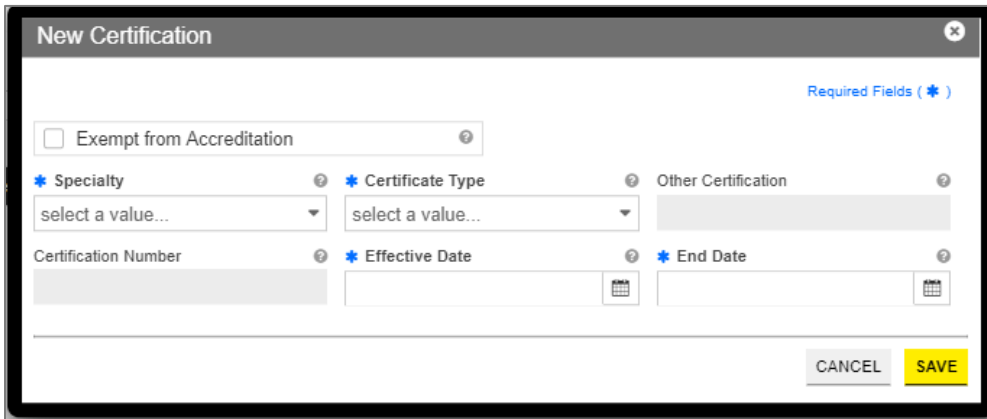 New Certification
Required Fields ( * )
Exempt from Accreditation
* Specialty
* Certificate Type
Other Certification
select a value...
select a value...
Certification Number
* Effective Date
* End Date
CANCEL
SAVE